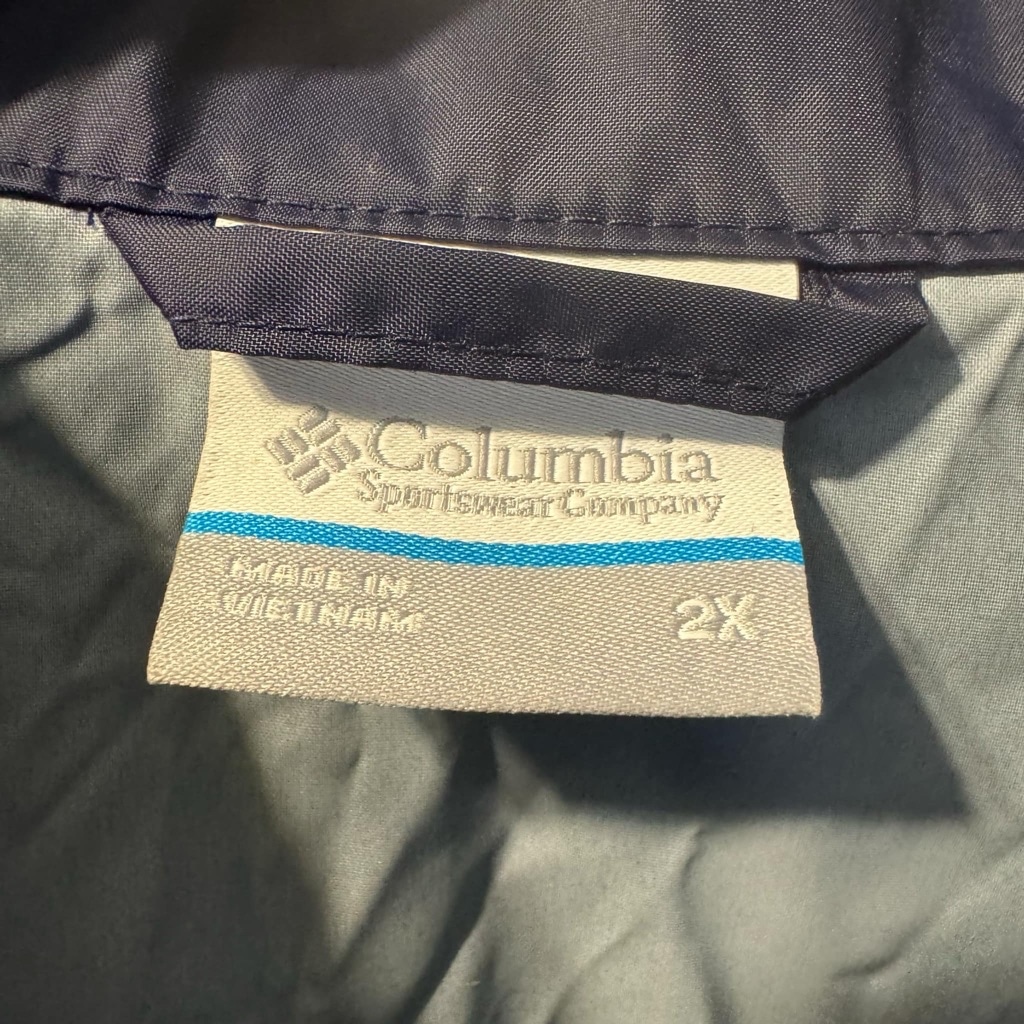 Columbia
Sportswear Company
MADE IN
VIETNAM
2X